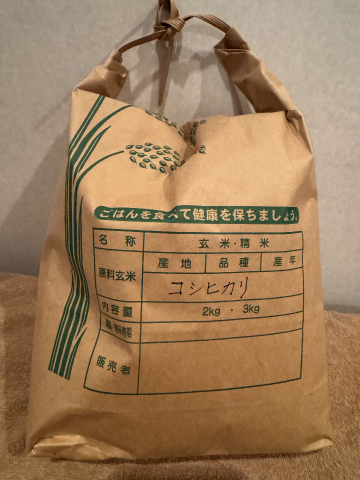 ごはんを食べて健康を保ちましょう。
名称 玄米・精米
原料玄米 産地 品種 産年
コシヒカリ
内容量 2kg ・ 3kg
販売者